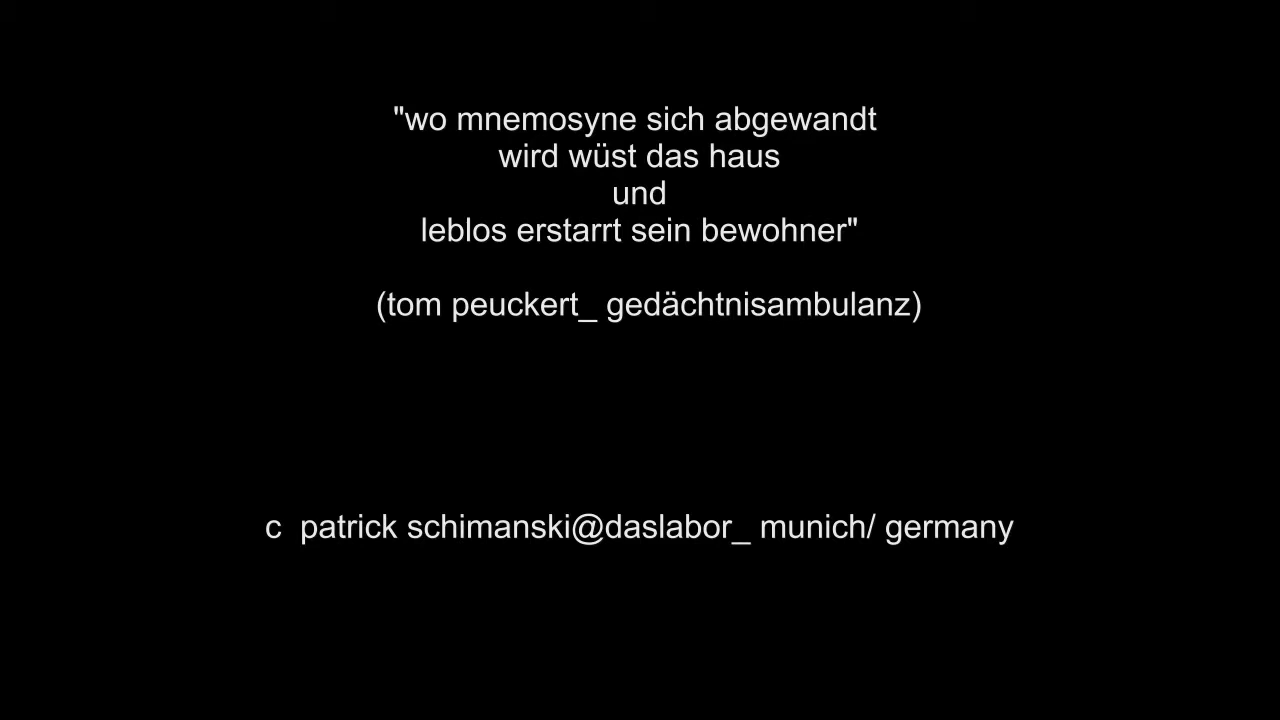 "wo mnemosyne sich abgewandt
wird wüst das haus
und
leblos erstarrt sein bewohner"
(tom peuckert_ gedächtnisambulanz)
c  patrick schimanski@daslabor_ munich/ germany